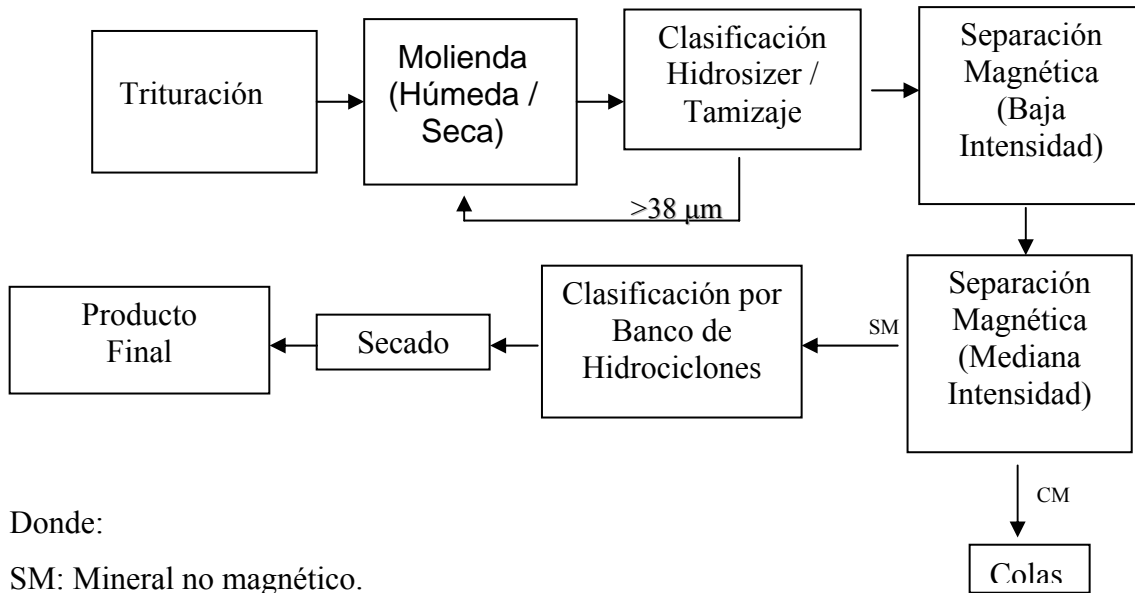 Trituración
Molienda
(Húmeda /
Seca)
Clasificación
Hidrosizer /
Tamizaje
Separación
Magnética
(Baja
Intensidad)
>38 µm
Separación
Magnética
(Mediana
Intensidad)
SM
Clasificación por
Banco de
Hidrociclones
Secado
Producto
Final
CM
Colas
Donde:
SM: Mineral no magnético.